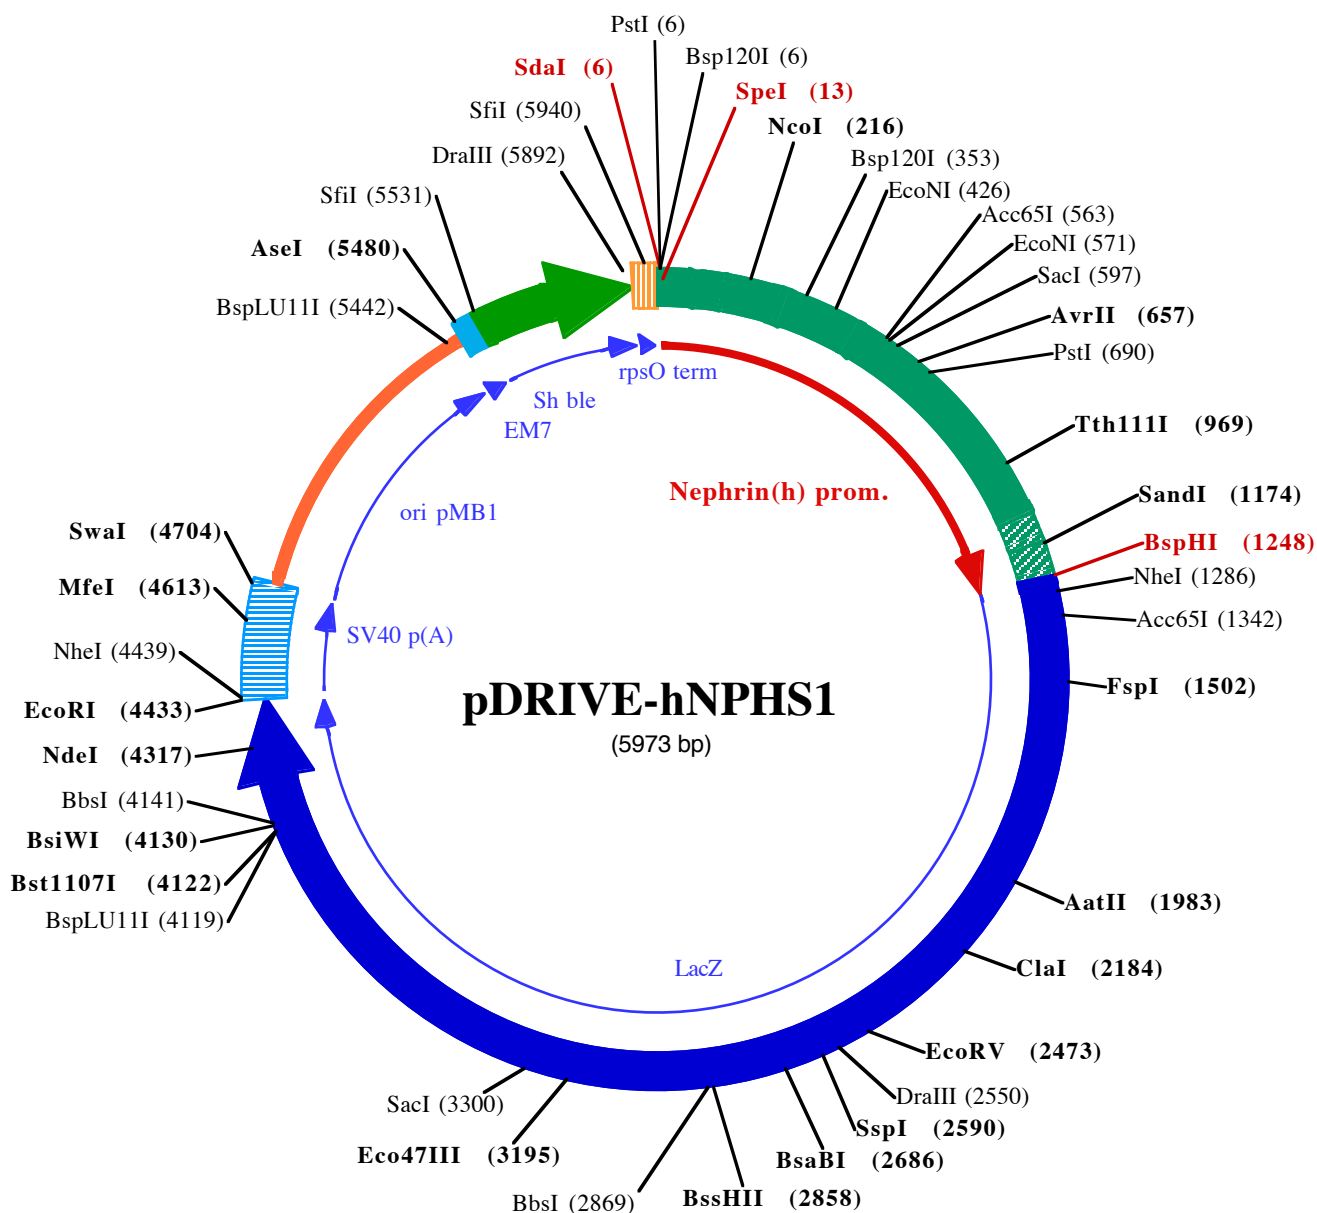 PstI (6)
Bsp120I (6)
SdaI (6)
SpeI (13)
SfiI (5940)
NcoI (216)
DraIII (5892)
Bsp120I (353)
EcoNI (426)
SfiI (5531)
Acc65I (563)
AseI (5480)
EcoNI (571)
SacI (597)
BspLU11I (5442)
AvrII (657)
PstI (690)
rpsO term
Sh ble
EM7
Tth111I (969)
Nephrin(h) prom.
SandI (1174)
ori pMB1
SwaI (4704)
BspHI (1248)
MfeI (4613)
NheI (1286)
Acc65I (1342)
SV40 p(A)
NheI (4439)
FspI (1502)
EcoRI (4433)
pDRIVE-hNPHS1
(5973 bp)
NdeI (4317)
BbsI (4141)
BsiWI (4130)
Bst1107I (4122)
AatII (1983)
BspLU11I (4119)
LacZ
ClaI (2184)
EcoRV (2473)
DraIII (2550)
SacI (3300)
SspI (2590)
Eco47III (3195)
BsaBI (2686)
BbsI (2869)
BssHII (2858)